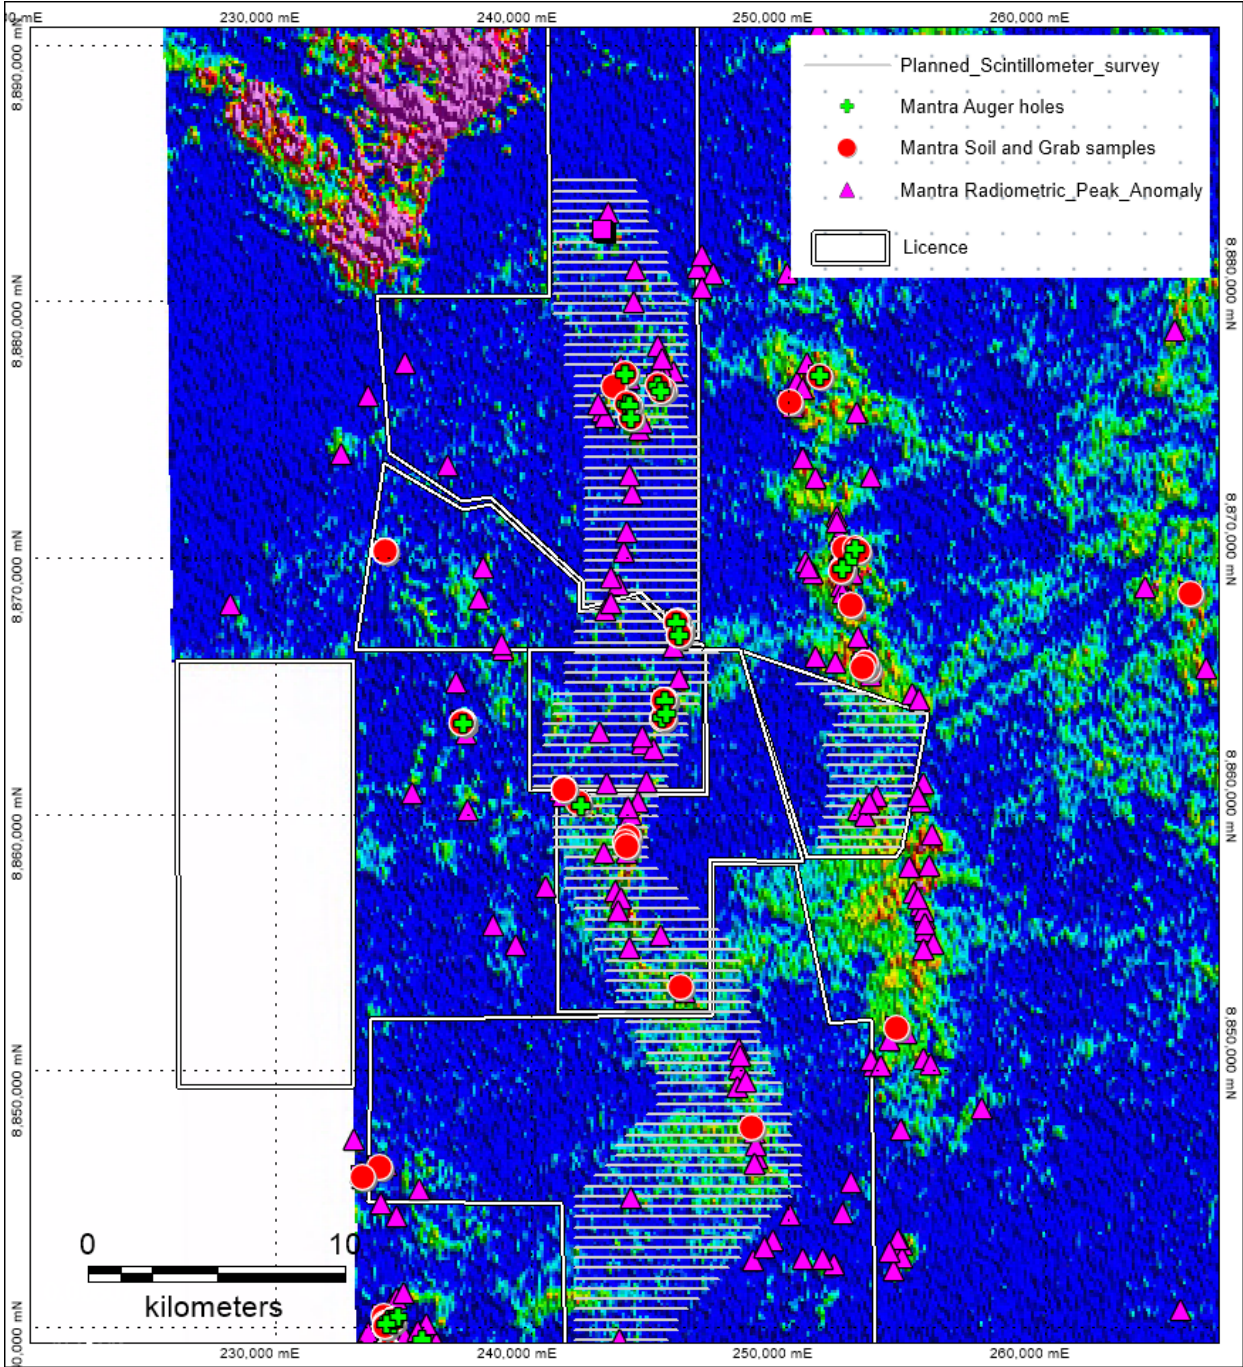 230,000 mE
240,000 mE
250,000 mE
260,000 mE
8,890,000 mN
8,880,000 mN
8,870,000 mN
8,860,000 mN
8,850,000 mN
Planned_Scintillometer_survey
Mantra Auger holes
Mantra Soil and Grab samples
Mantra Radiometric_Peak_Anomaly
Licence
8,880,000 mN
8,870,000 mN
8,860,000 mN
8,850,000 mN
0
10
kilometers
230,000 mE
240,000 mE
250,000 mE
260,000 mE